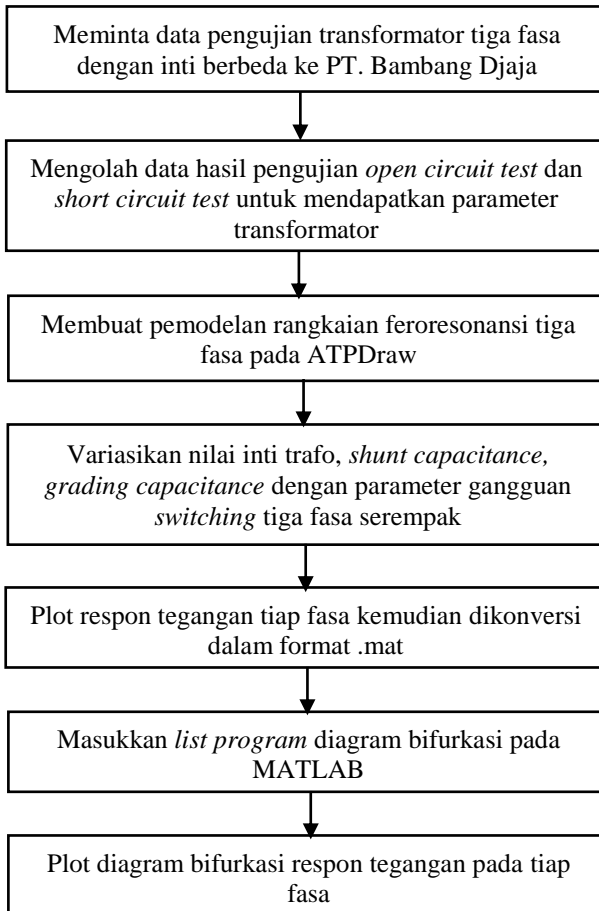 Meminta data pengujian transformator tiga fasa
dengan inti berbeda ke PT. Bambang Djaja
Mengolah data hasil pengujian open circuit test dan
short circuit test untuk mendapatkan parameter
transformator
Membuat pemodelan rangkaian feroresonansi tiga
fasa pada ATPDraw
Variasikan nilai inti trafo, shunt capacitance,
grading capacitance dengan parameter gangguan
switching tiga fasa serempak
Plot respon tegangan tiap fasa kemudian dikonversi
dalam format .mat
Masukkan list program diagram bifurkasi pada
MATLAB
Plot diagram bifurkasi respon tegangan pada tiap
fasa